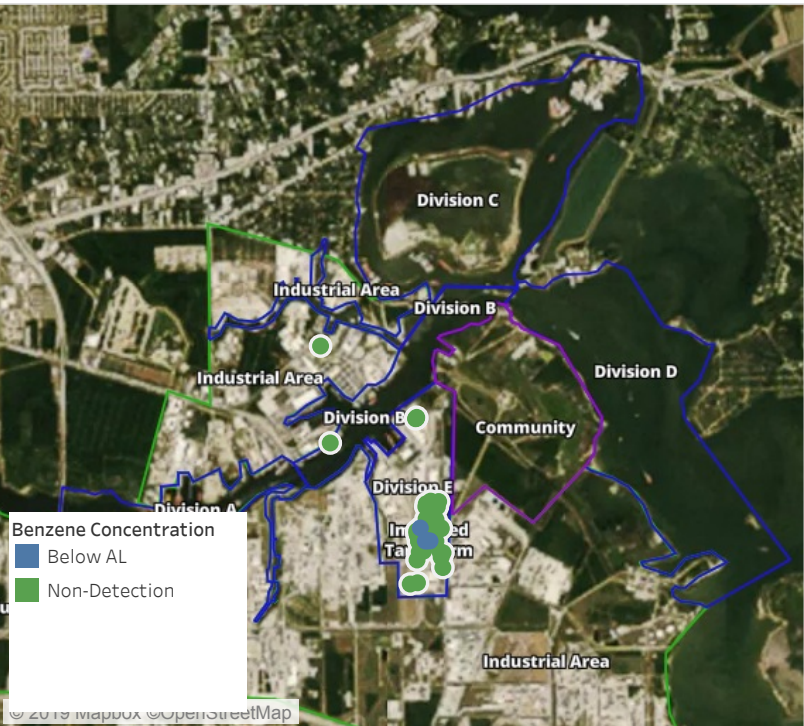 Division C
Industrial Area
Division B
Division D
Industrial Area
Division B
Community
Division E
Division A
Benzene Concentration
Below AL
Non-Detection
Industrial Area
© 2019 Mapbox ©OpenStreetMap